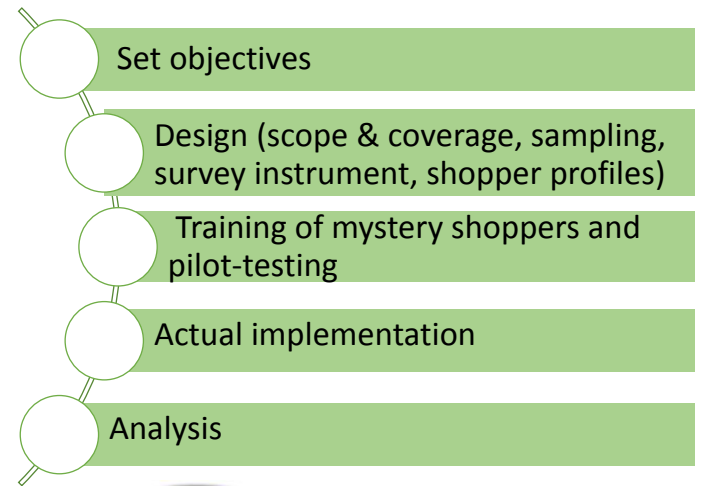 Set objectives
Design (scope & coverage, sampling,
survey instrument, shopper profiles)
Training of mystery shoppers and
pilot-testing
Actual implementation
Analysis